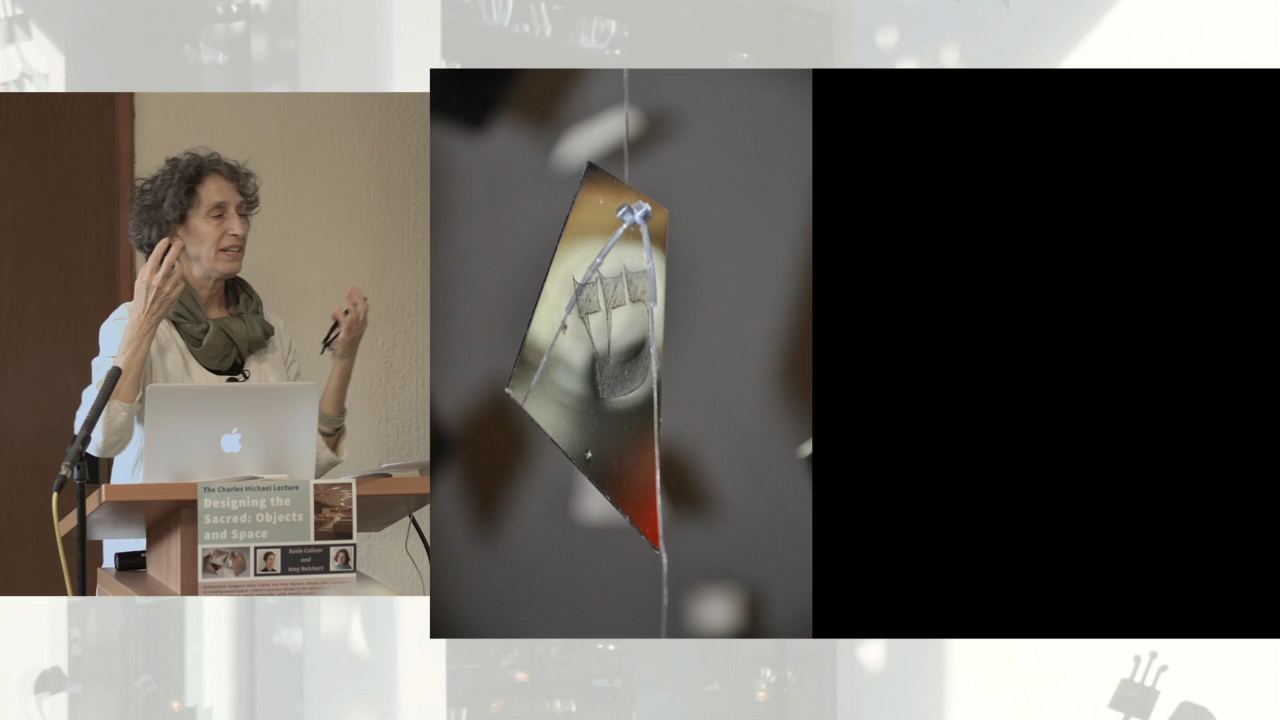 The Charles Michael Lecture
Designing the
Sacred: Objects
and Space
Susie Coliver
and
Amy Reichert